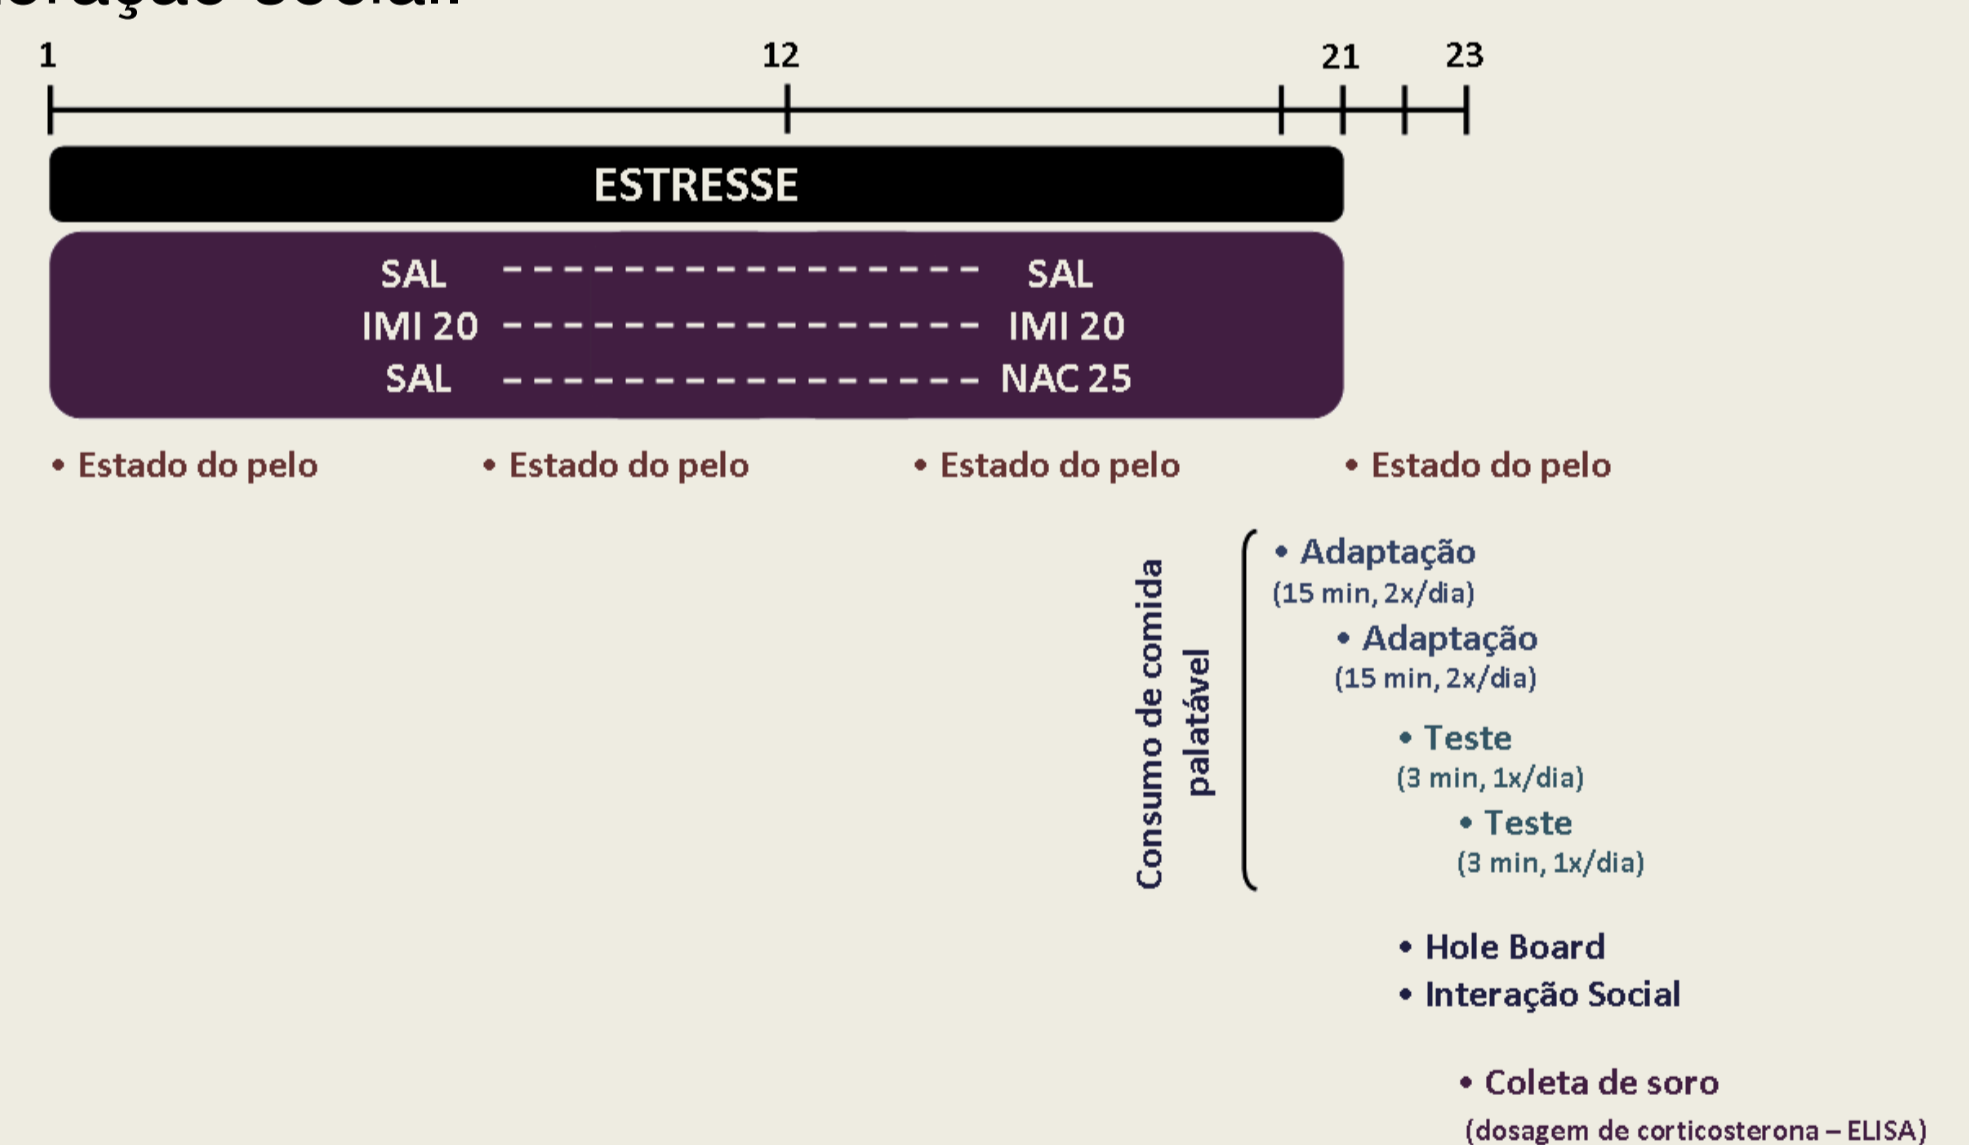 1 12 21 23
ESTRESSE
SAL SAL
IMI 20 IMI 20
SAL NAC 25
• Estado do pelo • Estado do pelo • Estado do pelo • Estado do pelo
Consumo de comida
palatável
• Adaptação
(15 min, 2x/dia)
• Adaptação
(15 min, 2x/dia)
• Teste
(3 min, 1x/dia)
• Teste
(3 min, 1x/dia)
• Hole Board
• Interação Social
• Coleta de soro
(dosagem de corticosterona – ELISA)